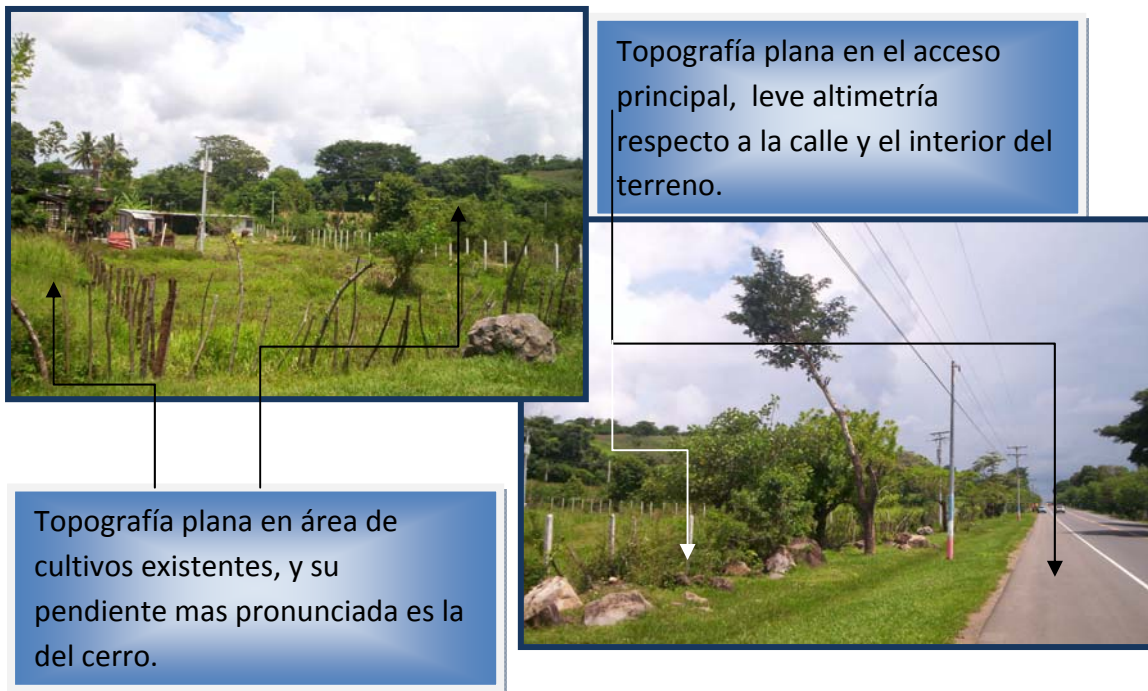 Topografía plana en el acceso
principal, leve altimetría
respecto a la calle y el interior del
terreno.
Topografía plana en área de
cultivos existentes, y su
pendiente mas pronunciada es la
del cerro.